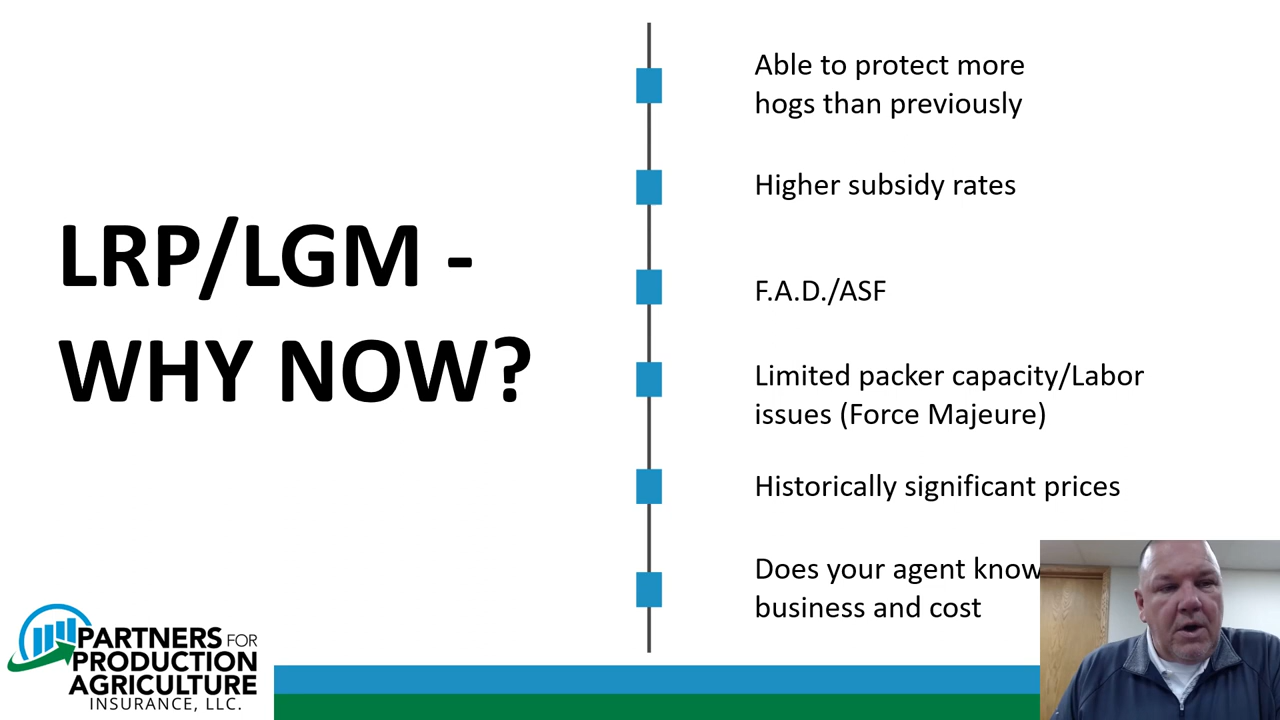 LRP/LGM -
WHY NOW?
Able to protect more
hogs than previously
Higher subsidy rates
F.A.D./ASF
Limited packer capacity/Labor
issues (Force Majeure)
Historically significant prices
Does your agent know
business and cost
PARTNERS FOR
PRODUCTION
AGRICULTURE
INSURANCE, LLC.